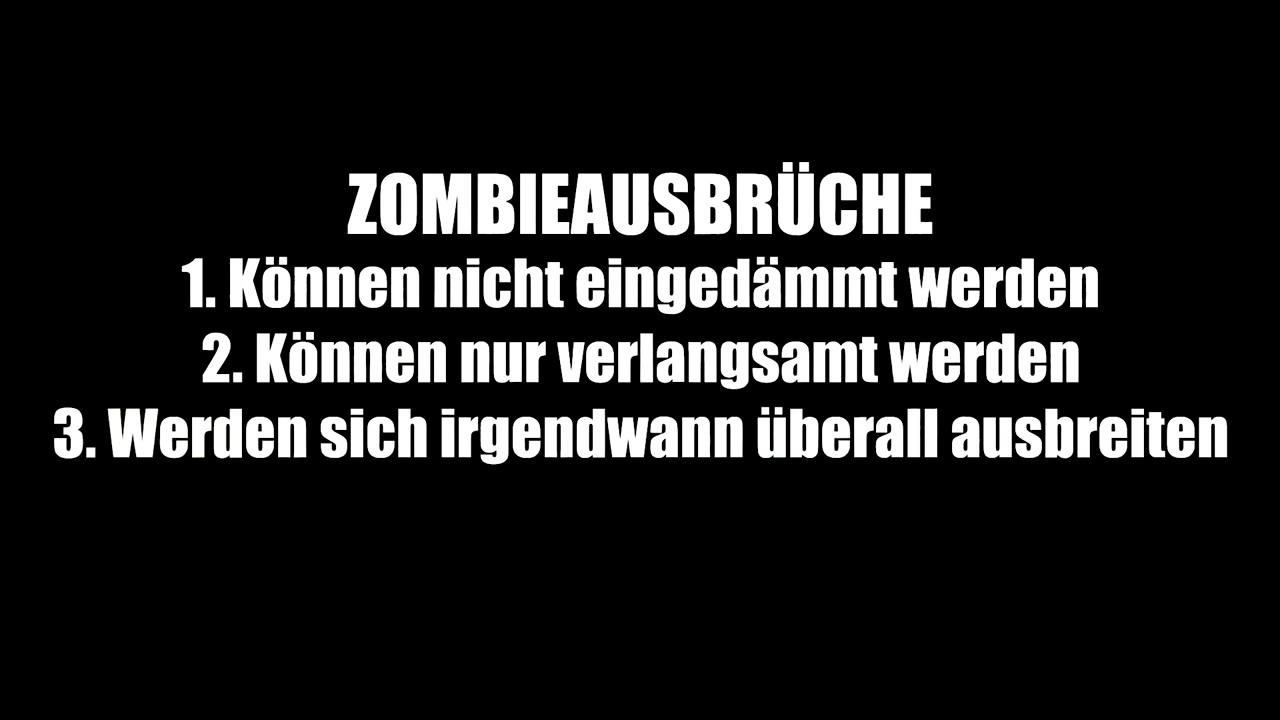 ZOMBIEAUSBRÜCHE
1. Können nicht eingedämmt werden
2. Können nur verlangsamt werden
3. Werden sich irgendwann überall ausbreiten